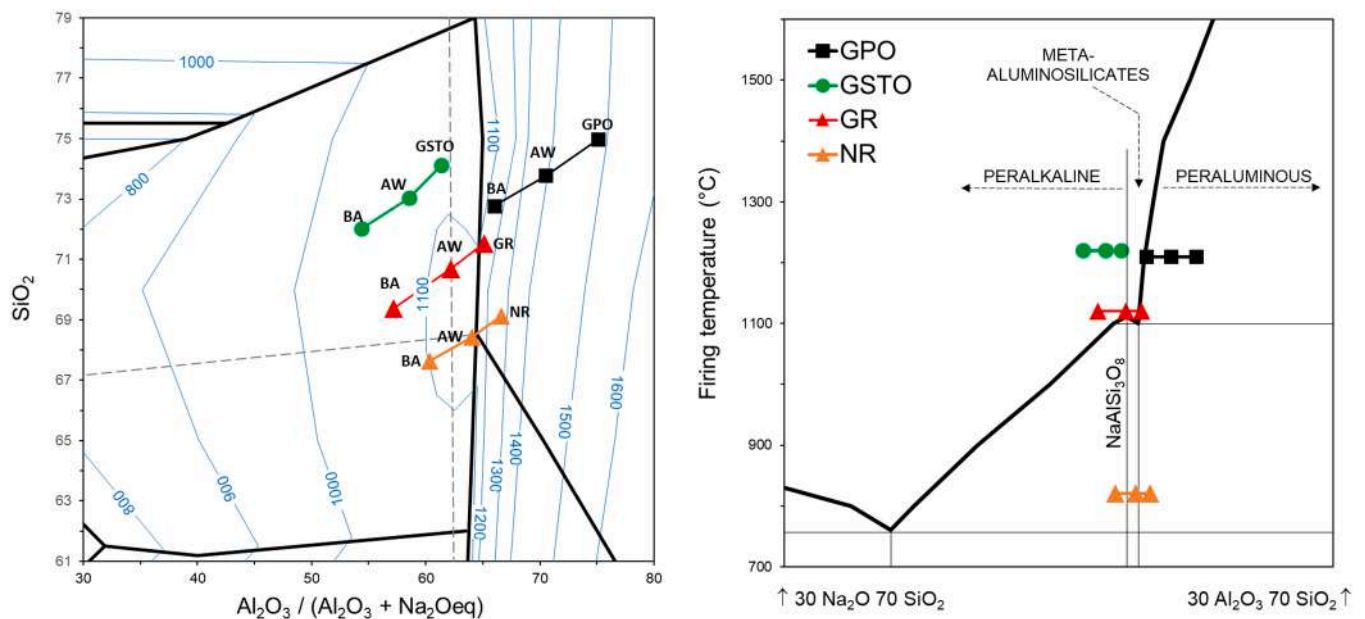 79
77
75
73
71
69
67
65
63
61
SiO₂
30
40
50
60
70
80
Al₂O₃ / (Al₂O₃ + Na₂Oeq)
1000
800
1100
GPO
AW
BA
GSTO
AW
BA
GR
AW
BA
1100
NR
AW
BA
800
900
1000
1200
1300
1400
1500
1600
1500
1300
1100
900
700
Firing temperature (°C)
GPO
GSTO
GR
NR
META-
ALUMINOSILICATES
PERALKALINE
PERALUMINOUS
NaAlSi₃O₈
↑ 30 Na₂O 70 SiO₂
30 Al₂O₃ 70 SiO₂ ↑